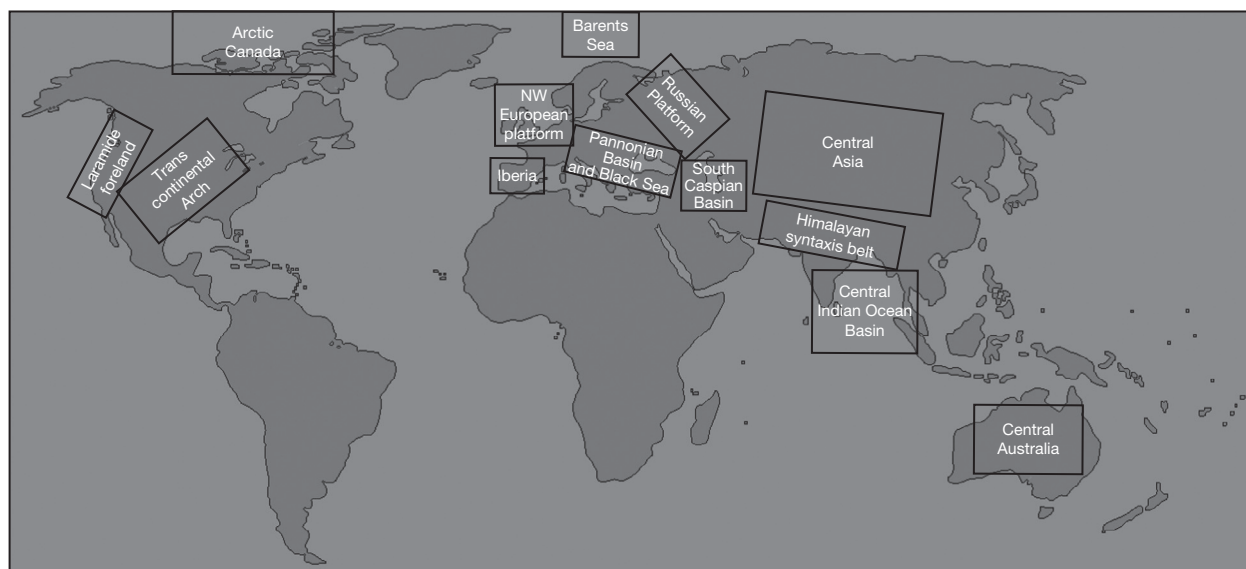 Arctic
Canada
Barents
Sea
NW
European
platform
Russian
Platform
Laramide
foreland
Trans
continental
Arch
Pannonian
Basin
and Black Sea
Central
Asia
Iberia
South
Caspian
Basin
Himalayan
syntaxis belt
Central
Indian Ocean
Basin
Central
Australia